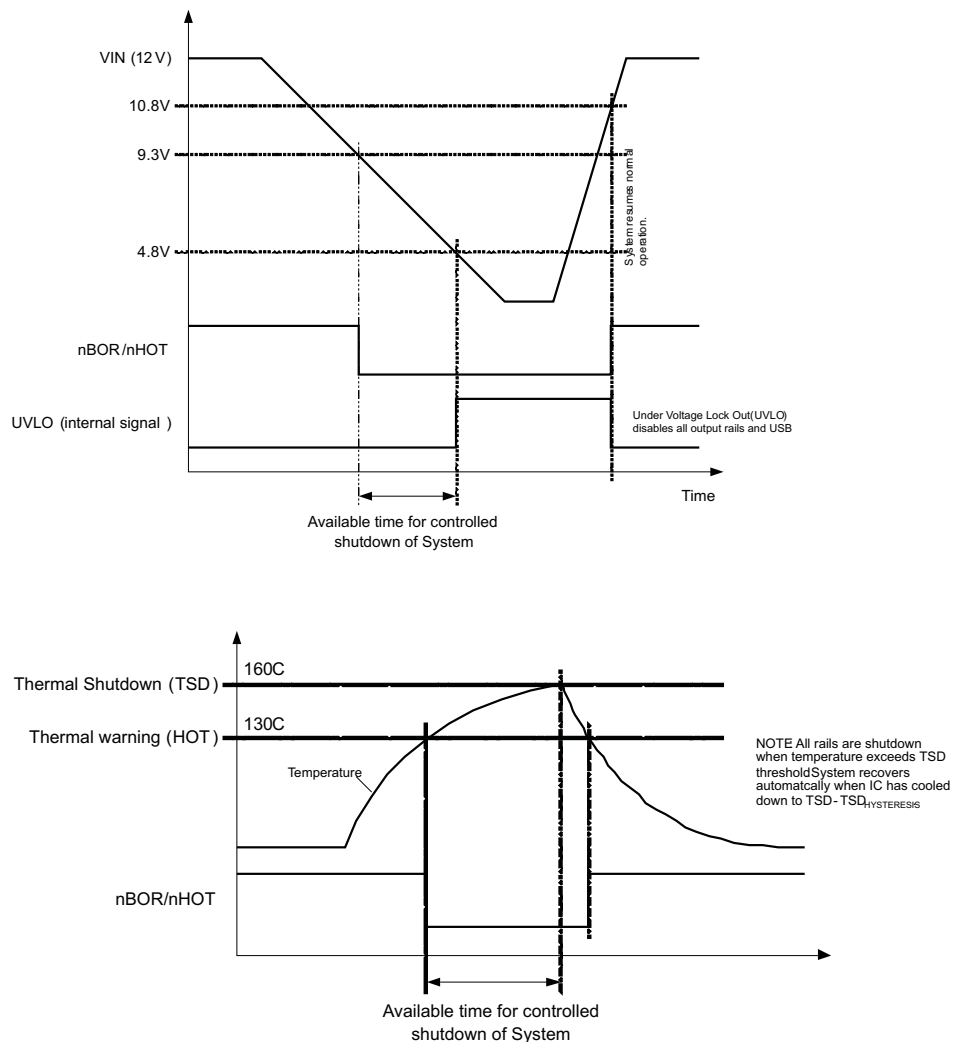 VIN (12 V)
10.8V
9.3V
4.8V
System resumes normal
operation.
nBOR/nHOT
UVLO (internal signal )
Under Voltage Lock Out(UVLO)
disables all output rails and USB
Time
Available time for controlled
shutdown of System
160C
Thermal Shutdown (TSD)
130C
Thermal warning (HOT)
Temperature
NOTE All rails are shutdown
when temperature exceeds TSD
thresholdSystem recovers
automatcally when IC has cooled
down to TSD - TSDHYSTERESIS
nBOR/nHOT
Available time for controlled
shutdown of System